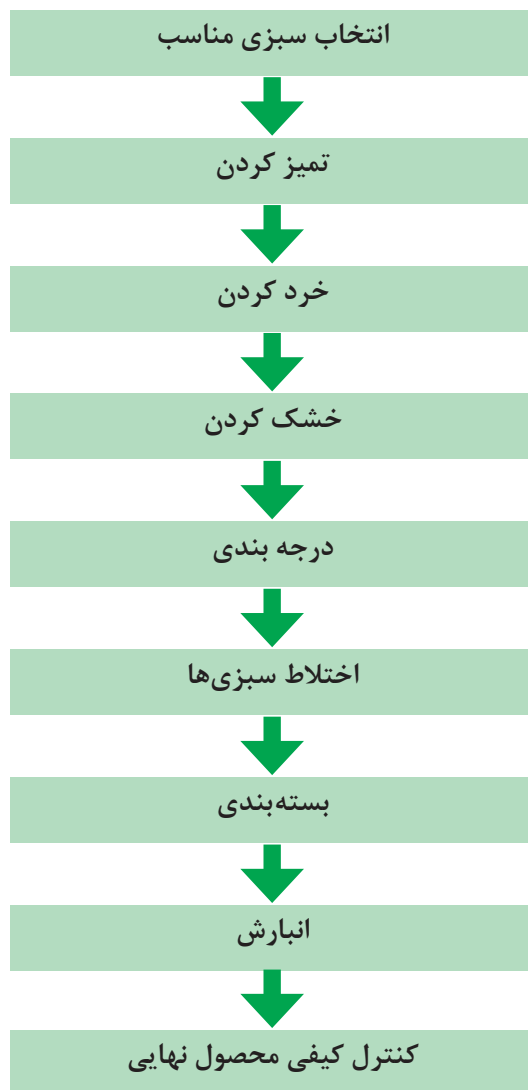 انتخاب سبزی مناسب
تمیز کردن
خرد کردن
خشک کردن
درجه بندی
اختلاط سبزی‌ها
بسته‌بندی
انبارش
کنترل کیفی محصول نهایی